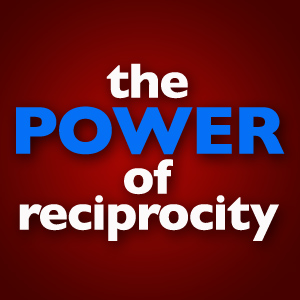 the
POWER
of
reciprocity